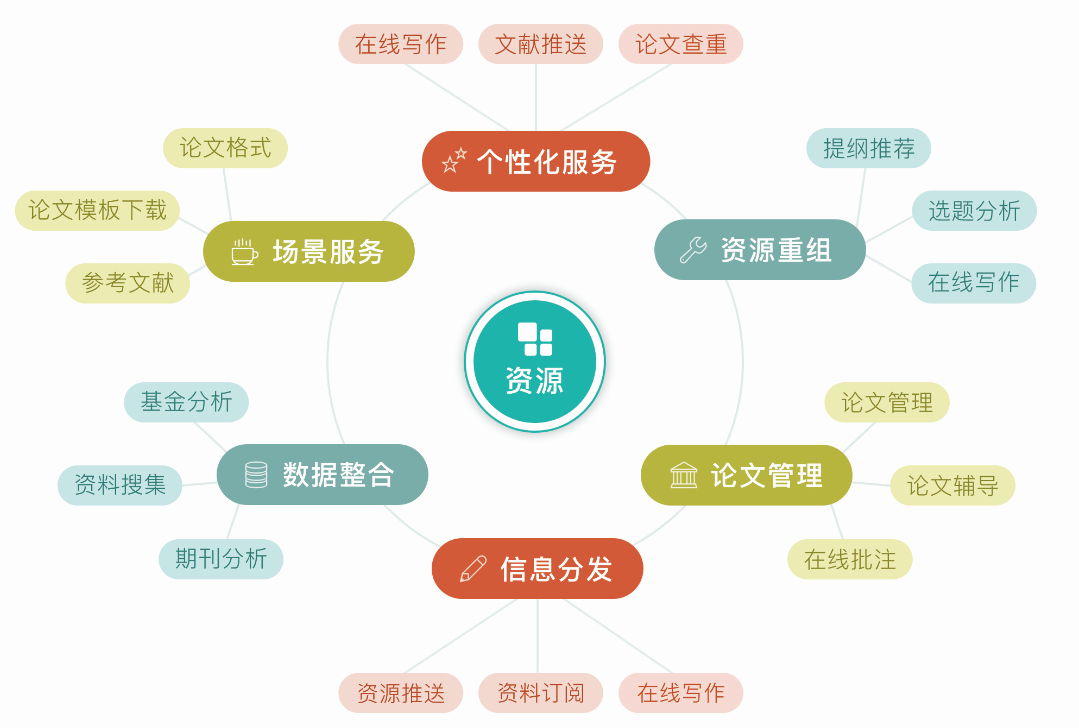 在线写作
文献推送
论文查重
个性化服务
论文格式
论文模板下载
参考文献
场景服务
提纲推荐
选题分析
在线写作
资源重组
资源
基金分析
资料搜集
期刊分析
数据整合
论文管理
论文辅导
在线批注
论文管理
信息分发
资源推送
资料订阅
在线写作